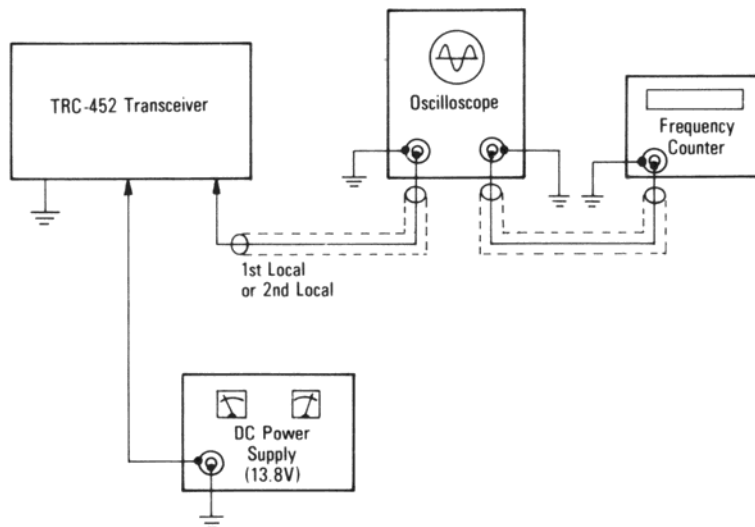 TRC-452 Transceiver
Oscilloscope
Frequency
Counter
1st Local
or 2nd Local
DC Power
Supply
(13.8V)